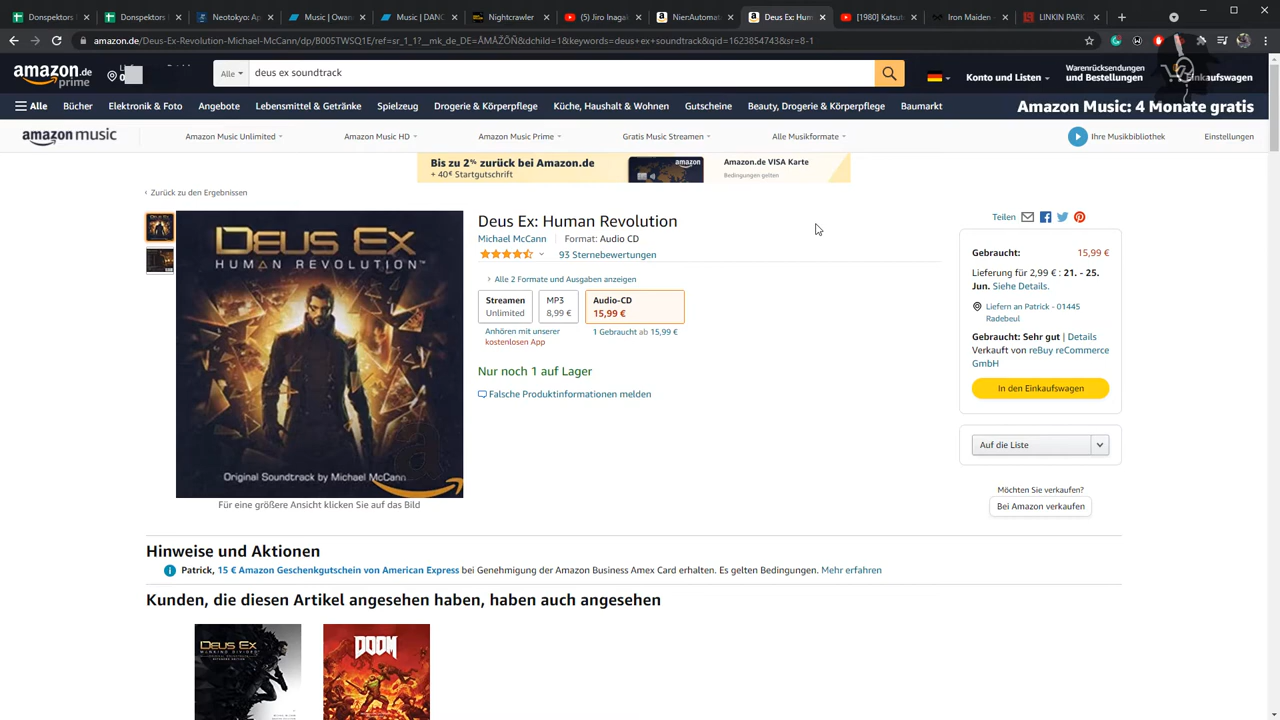 Donspektors
Donspektors
Neotokyo: Ap
Music | Owan
Music | DANC
Nightcrawler
(5) Jiro Inagak
Nier:Automat
Deus Ex: Hum
[1980] Katsut
Iron Maiden -
LINKIN PARK
amazon.de/Deus-Ex-Revolution-Michael-McCann/dp/B005TWSQ1E/ref=sr_1_1?__mk_de_DE=ÅMÅŽÕÑ&dchild=1&keywords=deus+ex+soundtrack&qid=1623854743&sr=8-1
amazon.de
prime
Alle
deus ex soundtrack
Warenrücksendungen
und Bestellungen
Konto und Listen
Einkaufswagen
Alle
Bücher
Elektronik & Foto
Angebote
Lebensmittel & Getränke
Spielzeug
Drogerie & Körperpflege
Küche, Haushalt & Wohnen
Gutscheine
Beauty, Drogerie & Körperpflege
Baumarkt
Amazon Music: 4 Monate gratis
amazon music
Amazon Music Unlimited
Amazon Music HD
Amazon Music Prime
Gratis Music Streamen
Alle Musikformate
Ihre Musikbibliothek
Einstellungen
Bis zu 2% zurück bei Amazon.de
+ 40€ Startgutschrift
amazon
Amazon.de VISA Karte
Bedingungen gelten
‹ Zurück zu den Ergebnissen
DEUS EX
HUMAN REVOLUTION™
Original Soundtrack by Michael McCann
Für eine größere Ansicht klicken Sie auf das Bild
Deus Ex: Human Revolution
Michael McCann | Format: Audio CD
93 Sternebewertungen
› Alle 2 Formate und Ausgaben anzeigen
Streamen
Unlimited
MP3
8,99 €
Audio-CD
15,99 €
Anhören mit unserer
kostenlosen App
1 Gebraucht ab 15,99 €
Nur noch 1 auf Lager
Falsche Produktinformationen melden
Teilen
Gebraucht: 15,99 €
Lieferung für 2,99 € : 21. - 25.
Jun. Siehe Details.
Liefern an Patrick - 01445
Radebeul
Gebraucht: Sehr gut | Details
Verkauft von reBuy reCommerce
GmbH
In den Einkaufswagen
Auf die Liste
Möchten Sie verkaufen?
Bei Amazon verkaufen
Hinweise und Aktionen
Patrick, 15 € Amazon Geschenkgutschein von American Express bei Genehmigung der Amazon Business Amex Card erhalten. Es gelten Bedingungen. Mehr erfahren
Kunden, die diesen Artikel angesehen haben, haben auch angesehen
DEUS EX
MANKIND DIVIDED
DOOM